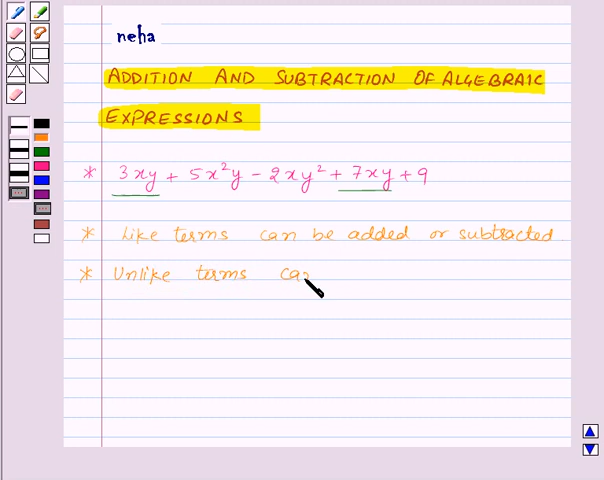 neha
ADDITION AND SUBTRACTION OF ALGEBRAIC
EXPRESSIONS
* 3xy + 5x²y - 2xy² + 7xy + 9
* Like terms can be added or subtracted
* Unlike terms ca